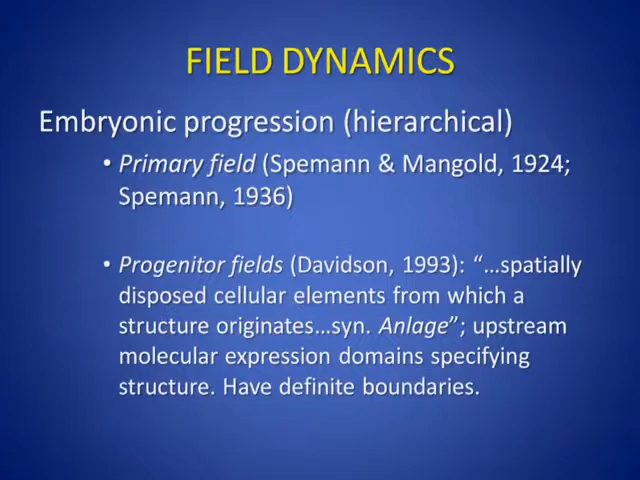 FIELD DYNAMICS
Embryonic progression (hierarchical)
• Primary field (Spemann & Mangold, 1924;
Spemann, 1936)
• Progenitor fields (Davidson, 1993): “…spatially
disposed cellular elements from which a
structure originates…syn. Anlage”; upstream
molecular expression domains specifying
structure. Have definite boundaries.